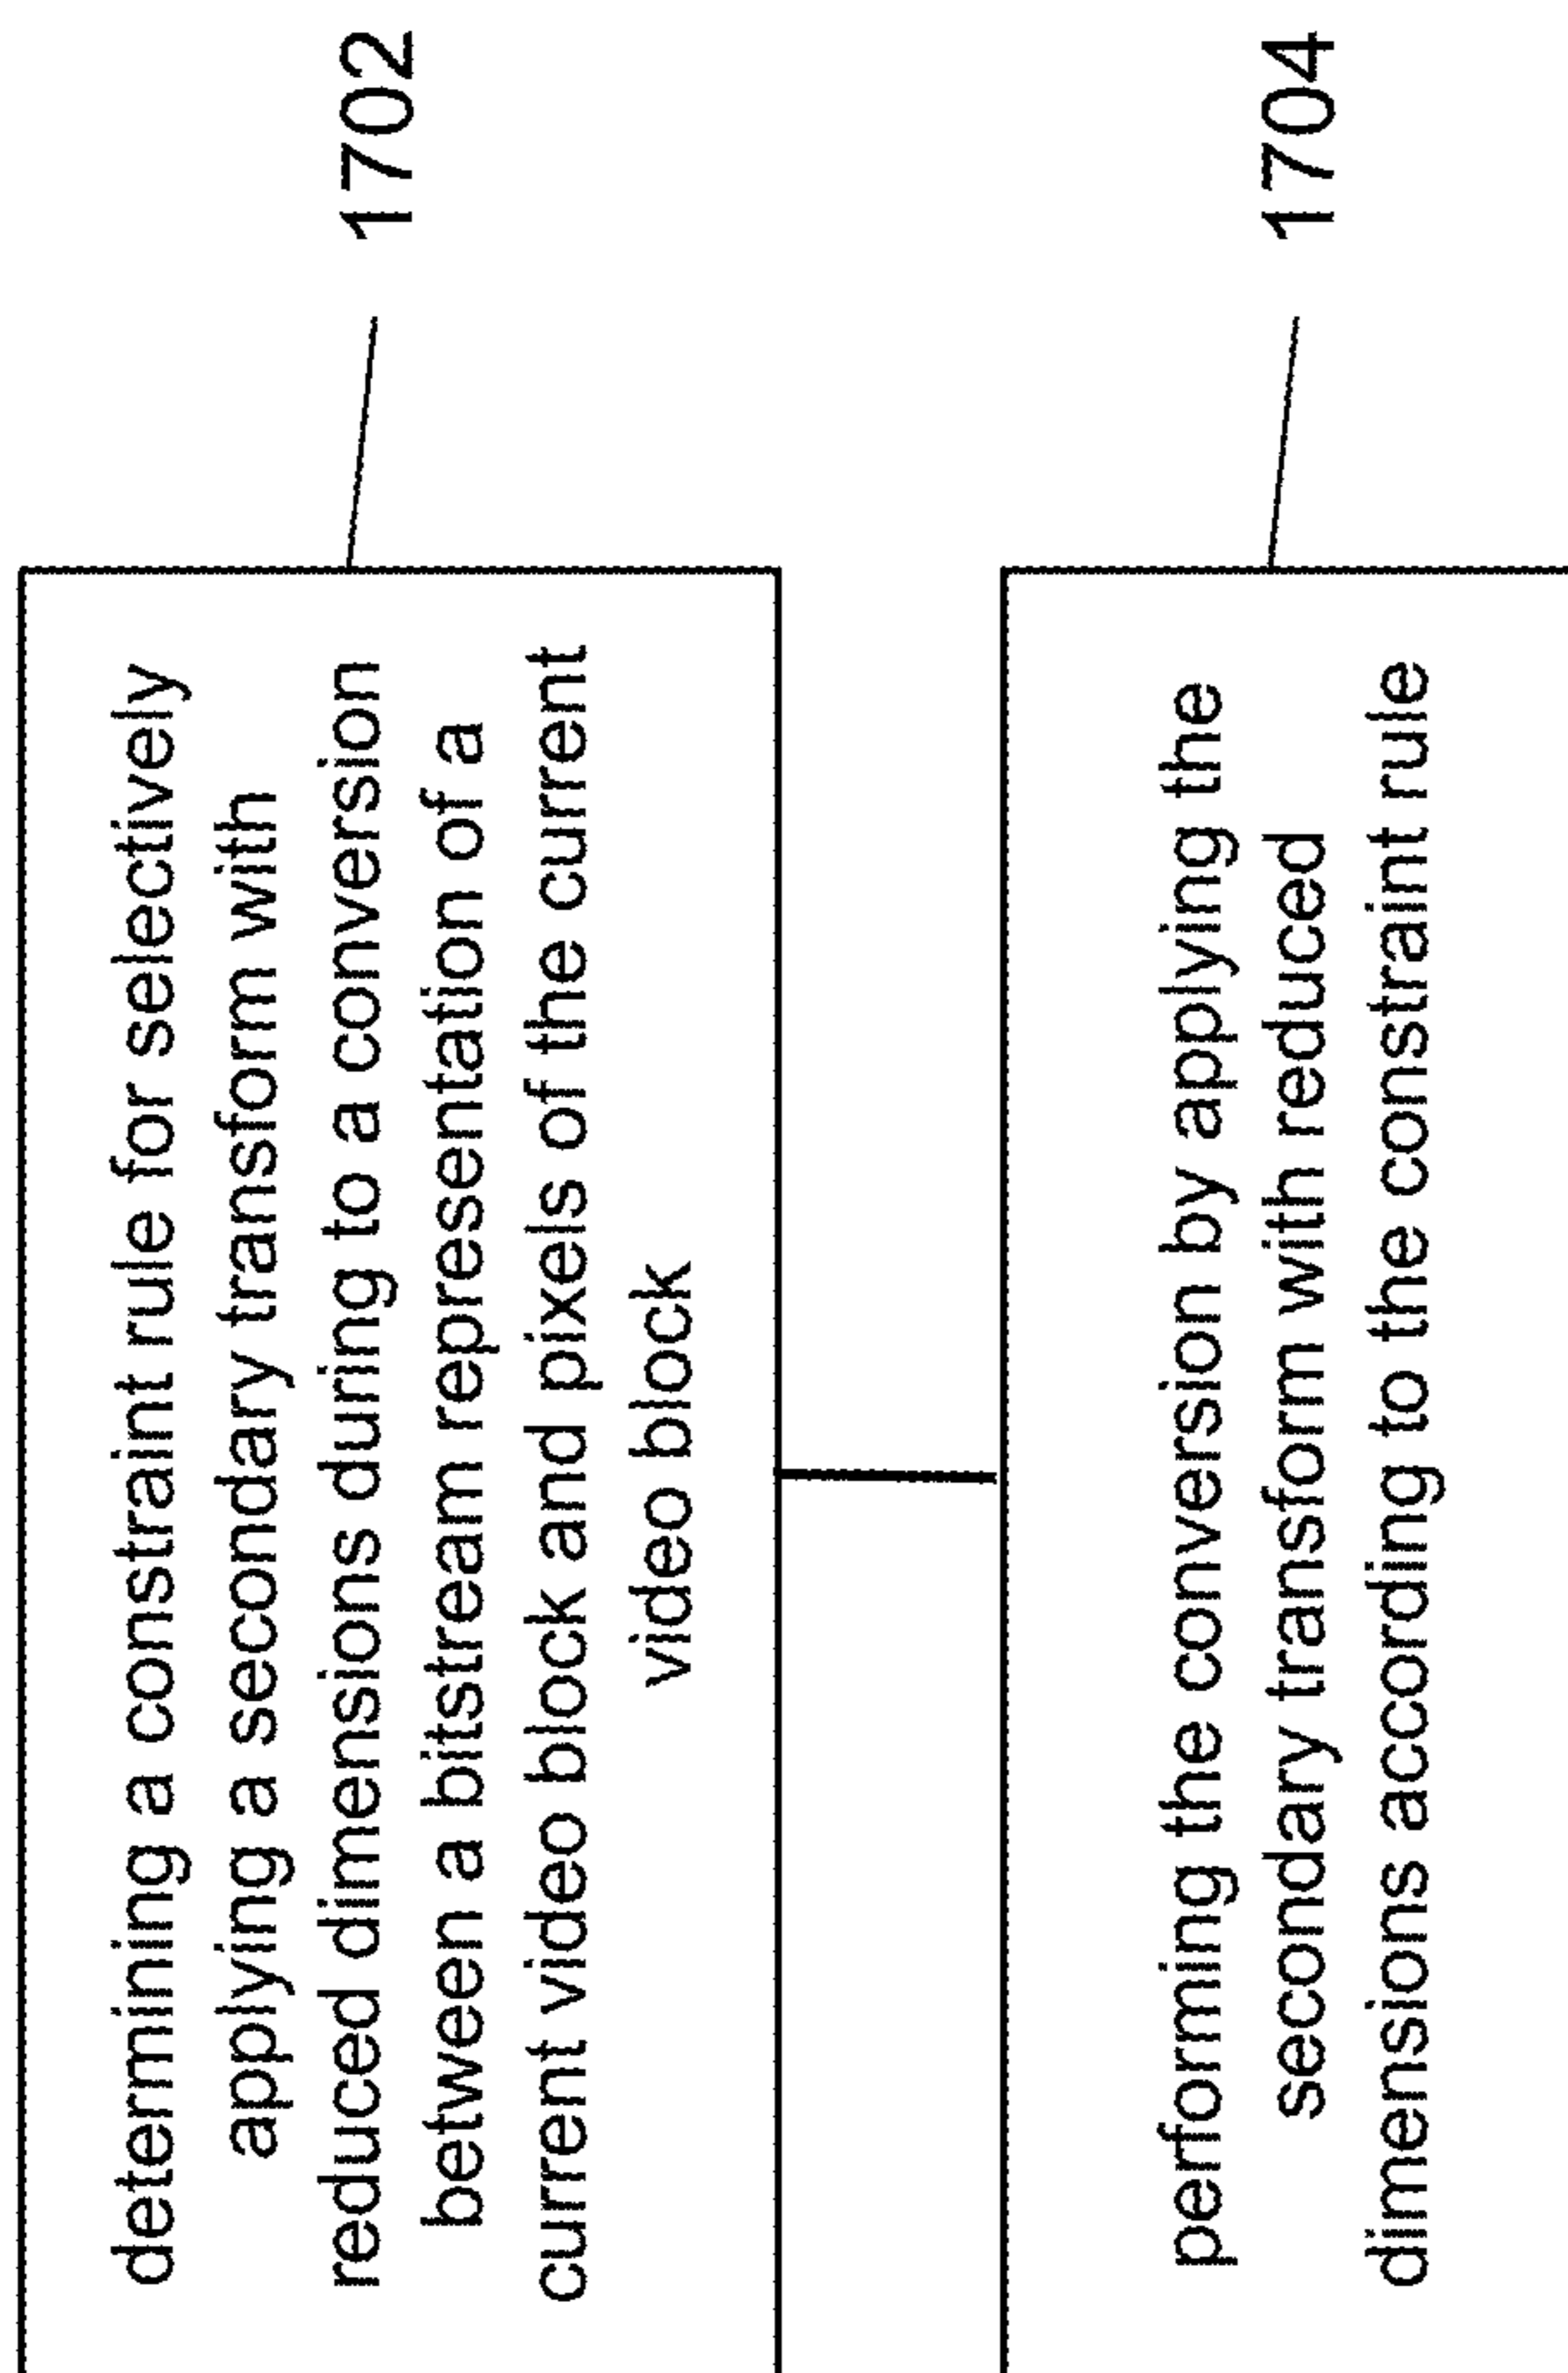 determining a constraint rule for selectively
applying a secondary transform with
reduced dimensions during to a conversion
between a bitstream representation of a
current video block and pixels of the current
video block
1702
performing the conversion by applying the
secondary transform with reduced
dimensions according to the constraint rule
1704